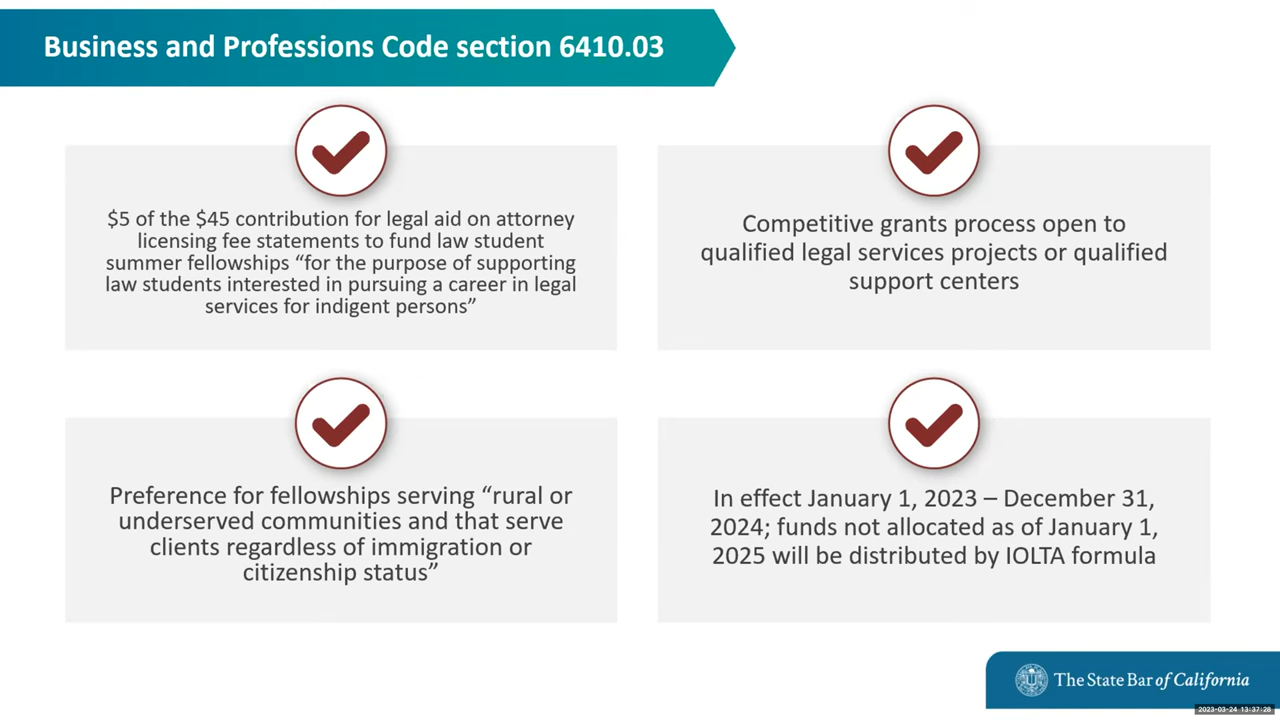 Business and Professions Code section 6410.03
$5 of the $45 contribution for legal aid on attorney
licensing fee statements to fund law student
summer fellowships “for the purpose of supporting
law students interested in pursuing a career in legal
services for indigent persons”
Competitive grants process open to
qualified legal services projects or qualified
support centers
Preference for fellowships serving “rural or
underserved communities and that serve
clients regardless of immigration or
citizenship status”
In effect January 1, 2023 – December 31,
2024; funds not allocated as of January 1,
2025 will be distributed by IOLTA formula
The State Bar of California
2023-03-24 13:37:28